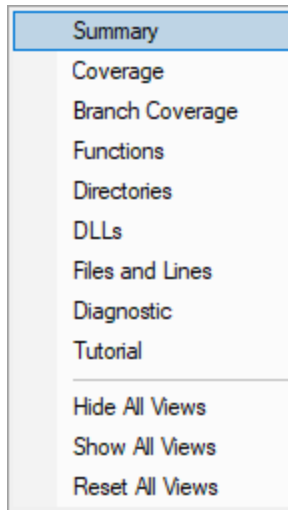 Summary
Coverage
Branch Coverage
Functions
Directories
DLLs
Files and Lines
Diagnostic
Tutorial
Hide All Views
Show All Views
Reset All Views